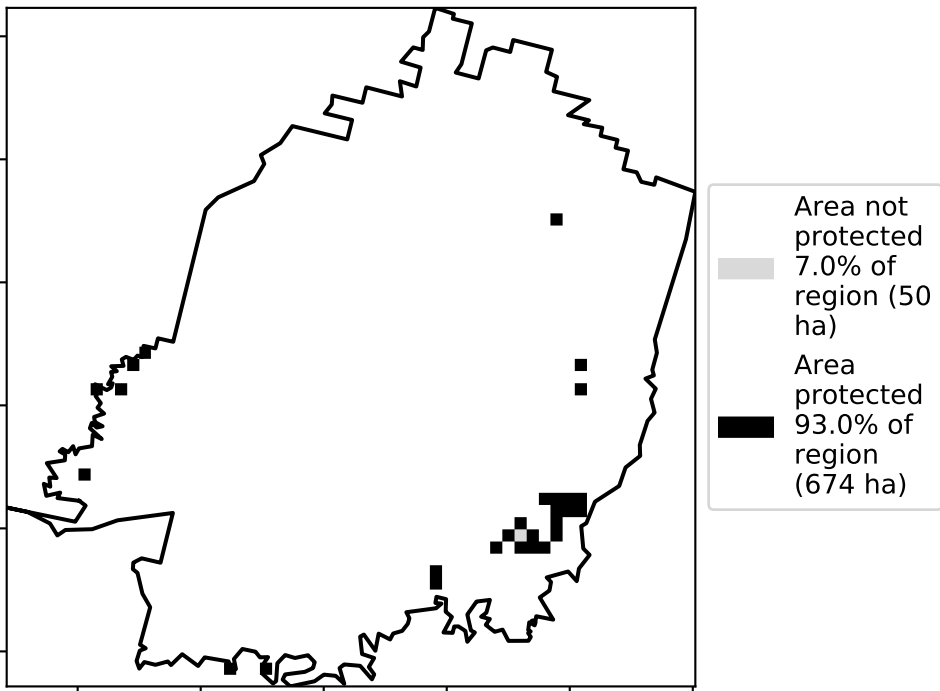 Area not
protected
7.0% of
region (50
ha)
Area
protected
93.0% of
region
(674 ha)